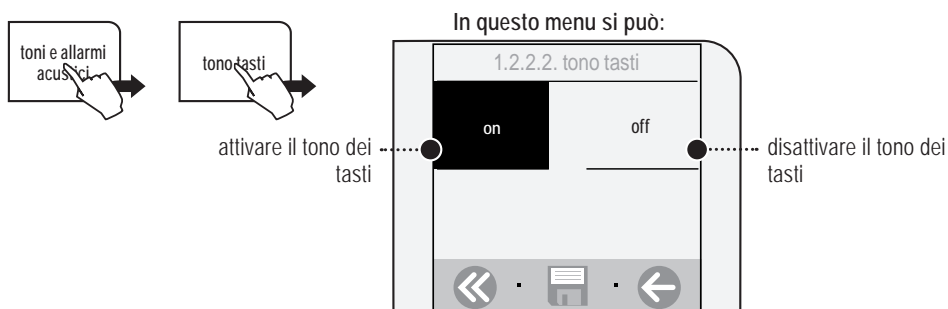 In questo menu si può:
toni e allarmi
acustici
tono tasti
1.2.2.2. tono tasti
on
off
attivare il tono dei
tasti
disattivare il tono dei
tasti